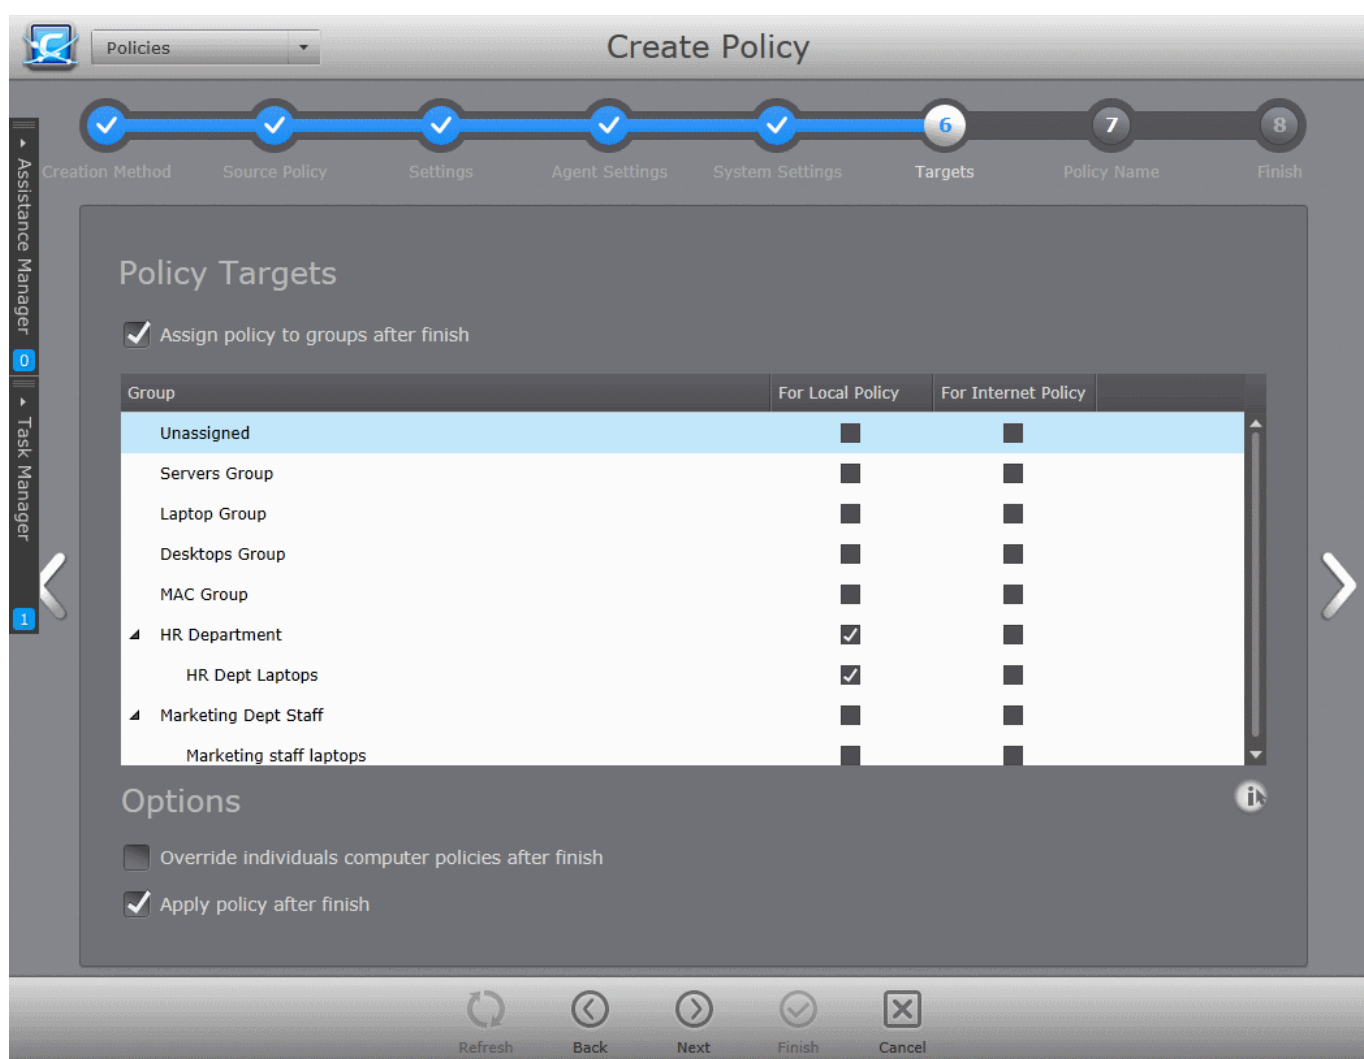 Policies
Create Policy
6
7
8
Creation Method
Source Policy
Settings
Agent Settings
System Settings
Targets
Policy Name
Finish
Assistance Manager
0
Task Manager
1
Policy Targets
Assign policy to groups after finish
Group
For Local Policy
For Internet Policy
Unassigned
Servers Group
Laptop Group
Desktops Group
MAC Group
HR Department
HR Dept Laptops
Marketing Dept Staff
Marketing staff laptops
Options
Override individuals computer policies after finish
Apply policy after finish
Refresh
Back
Next
Finish
Cancel